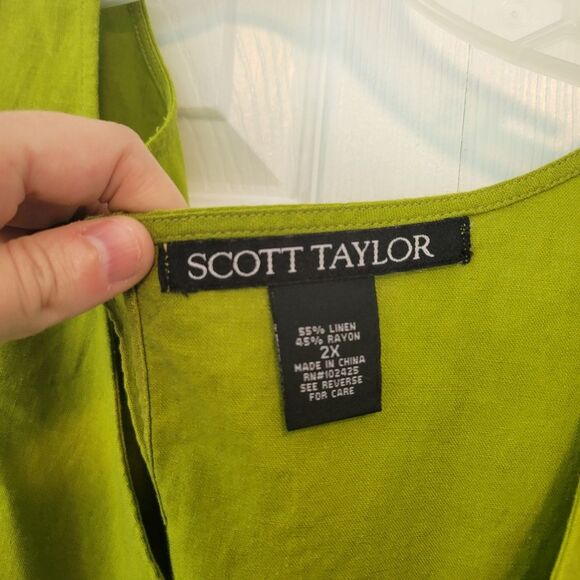 SCOTT TAYLOR
55% LINEN
45% RAYON
2X
MADE IN CHINA
RN#102425
SEE REVERSE
FOR CARE